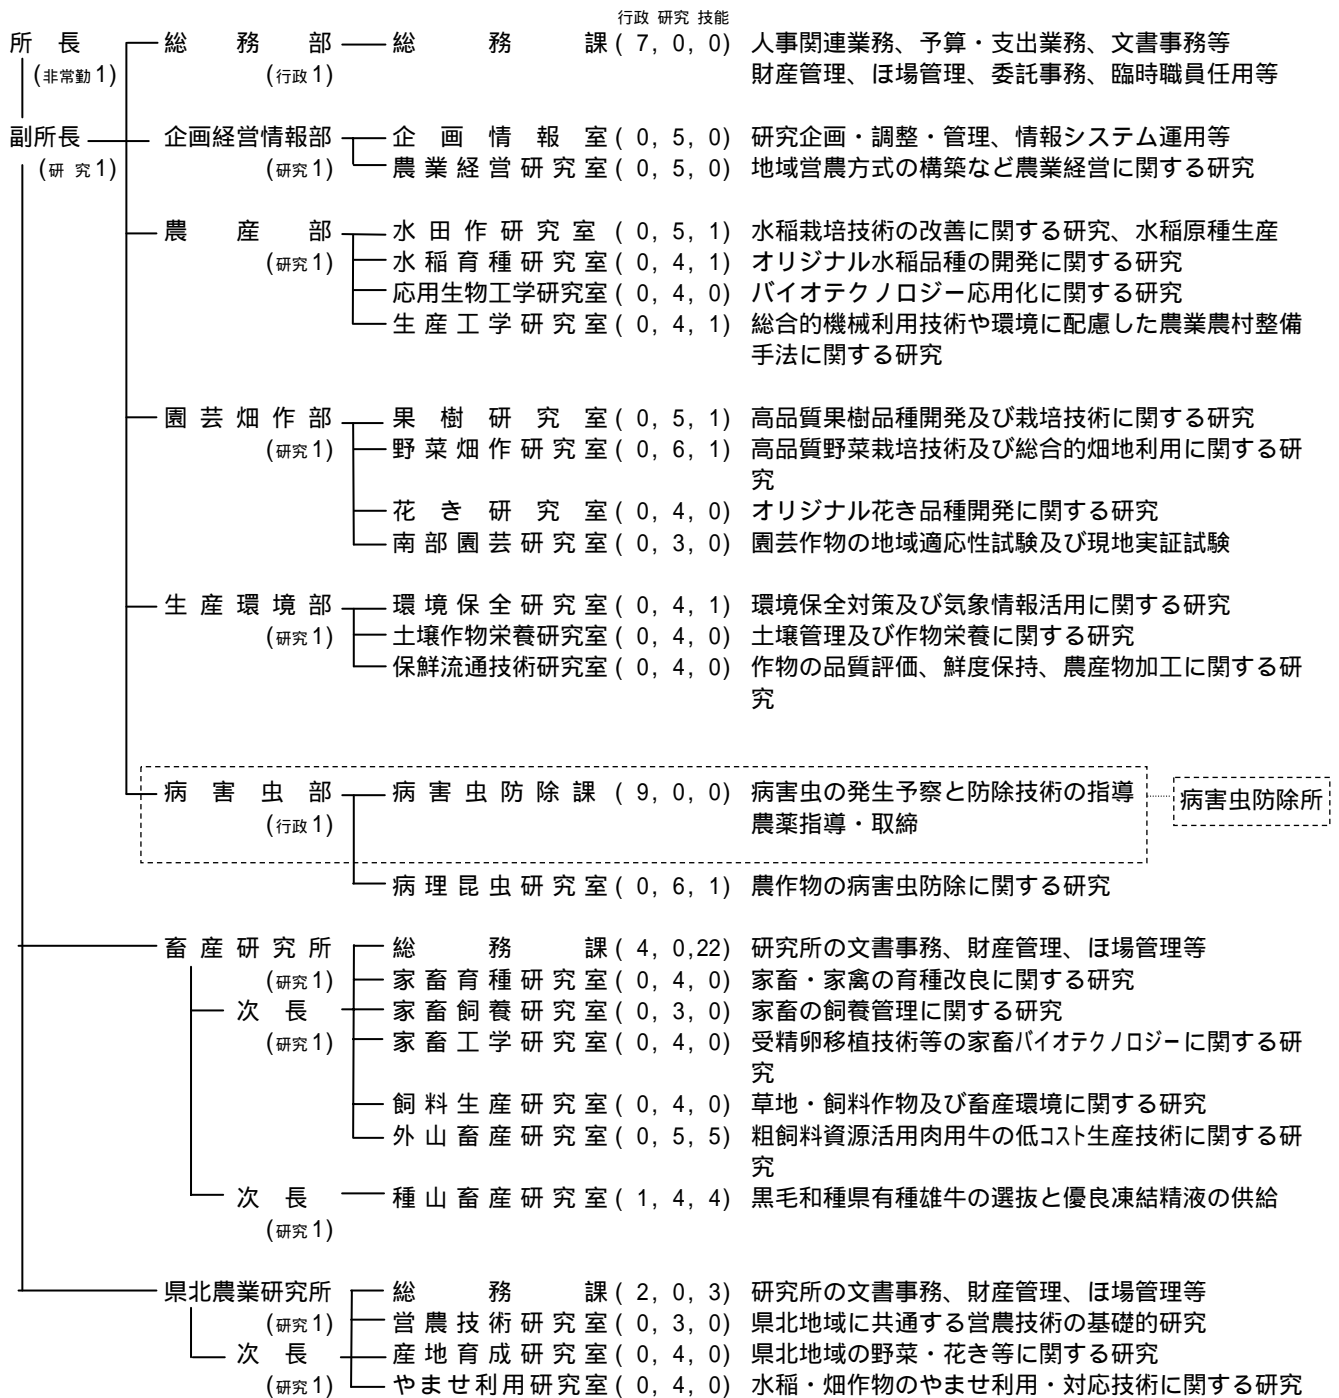 行政 研究 技能
所長 総務部 総務課 ( 7, 0, 0) 人事関連業務、予算・支出業務、文書事務等
(非常勤1) (行政1) 財産管理、ほ場管理、委託事務、臨時職員任用等
副所長 企画経営情報部 企画情報室 ( 0, 5, 0) 研究企画・調整・管理、情報システム運用等
(研究1) (研究1) 農業経営研究室 ( 0, 5, 0) 地域営農方式の構築など農業経営に関する研究
農産部 水田作研究室 ( 0, 5, 1) 水稲栽培技術の改善に関する研究、水稲原種生産
(研究1) 水稲育種研究室 ( 0, 4, 1) オリジナル水稲品種の開発に関する研究
応用生物工学研究室 ( 0, 4, 0) バイオテクノロジー応用化に関する研究
生産工学研究室 ( 0, 4, 1) 総合的機械利用技術や環境に配慮した農業農村整備
手法に関する研究
園芸畑作部 果樹研究室 ( 0, 5, 1) 高品質果樹品種開発及び栽培技術に関する研究
(研究1) 野菜畑作研究室 ( 0, 6, 1) 高品質野菜栽培技術及び総合的畑地利用に関する研
究
花き研究室 ( 0, 4, 0) オリジナル花き品種開発に関する研究
南部園芸研究室 ( 0, 3, 0) 園芸作物の地域適応性試験及び現地実証試験
生産環境部 環境保全研究室 ( 0, 4, 1) 環境保全対策及び気象情報活用に関する研究
(研究1) 土壌作物栄養研究室 ( 0, 4, 0) 土壌管理及び作物栄養に関する研究
保鮮流通技術研究室 ( 0, 4, 0) 作物の品質評価、鮮度保持、農産物加工に関する研
究
病害虫部 病害虫防除課 ( 9, 0, 0) 病害虫の発生予察と防除技術の指導 病害虫防除所
(行政1) 農薬指導・取締
病理昆虫研究室 ( 0, 6, 1) 農作物の病害虫防除に関する研究
畜産研究所 総務課 ( 4, 0,22) 研究所の文書事務、財産管理、ほ場管理等
(研究1) 家畜育種研究室 ( 0, 4, 0) 家畜・家禽の育種改良に関する研究
次長 家畜飼養研究室 ( 0, 3, 0) 家畜の飼養管理に関する研究
(研究1) 家畜工学研究室 ( 0, 4, 0) 受精卵移植技術等の家畜バイオテクノロジーに関する研
究
飼料生産研究室 ( 0, 4, 0) 草地・飼料作物及び畜産環境に関する研究
外山畜産研究室 ( 0, 5, 5) 粗飼料資源活用肉用牛の低コスト生産技術に関する研
究
次長 種山畜産研究室 ( 1, 4, 4) 黒毛和種県有種雄牛の選抜と優良凍結精液の供給
(研究1)
県北農業研究所 総務課 ( 2, 0, 3) 研究所の文書事務、財産管理、ほ場管理等
(研究1) 営農技術研究室 ( 0, 3, 0) 県北地域に共通する営農技術の基礎的研究
次長 産地育成研究室 ( 0, 4, 0) 県北地域の野菜・花き等に関する研究
(研究1) やませ利用研究室 ( 0, 4, 0) 水稲・畑作物のやませ利用・対応技術に関する研究